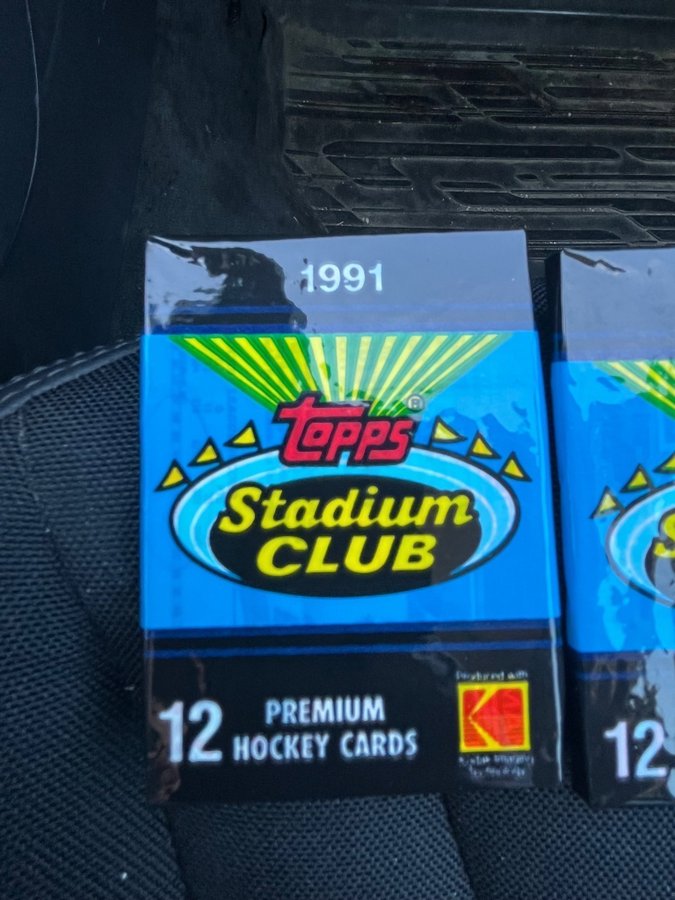 1991
Topps®
Stadium
CLUB
12 PREMIUM
HOCKEY CARDS
Produced with
S
12